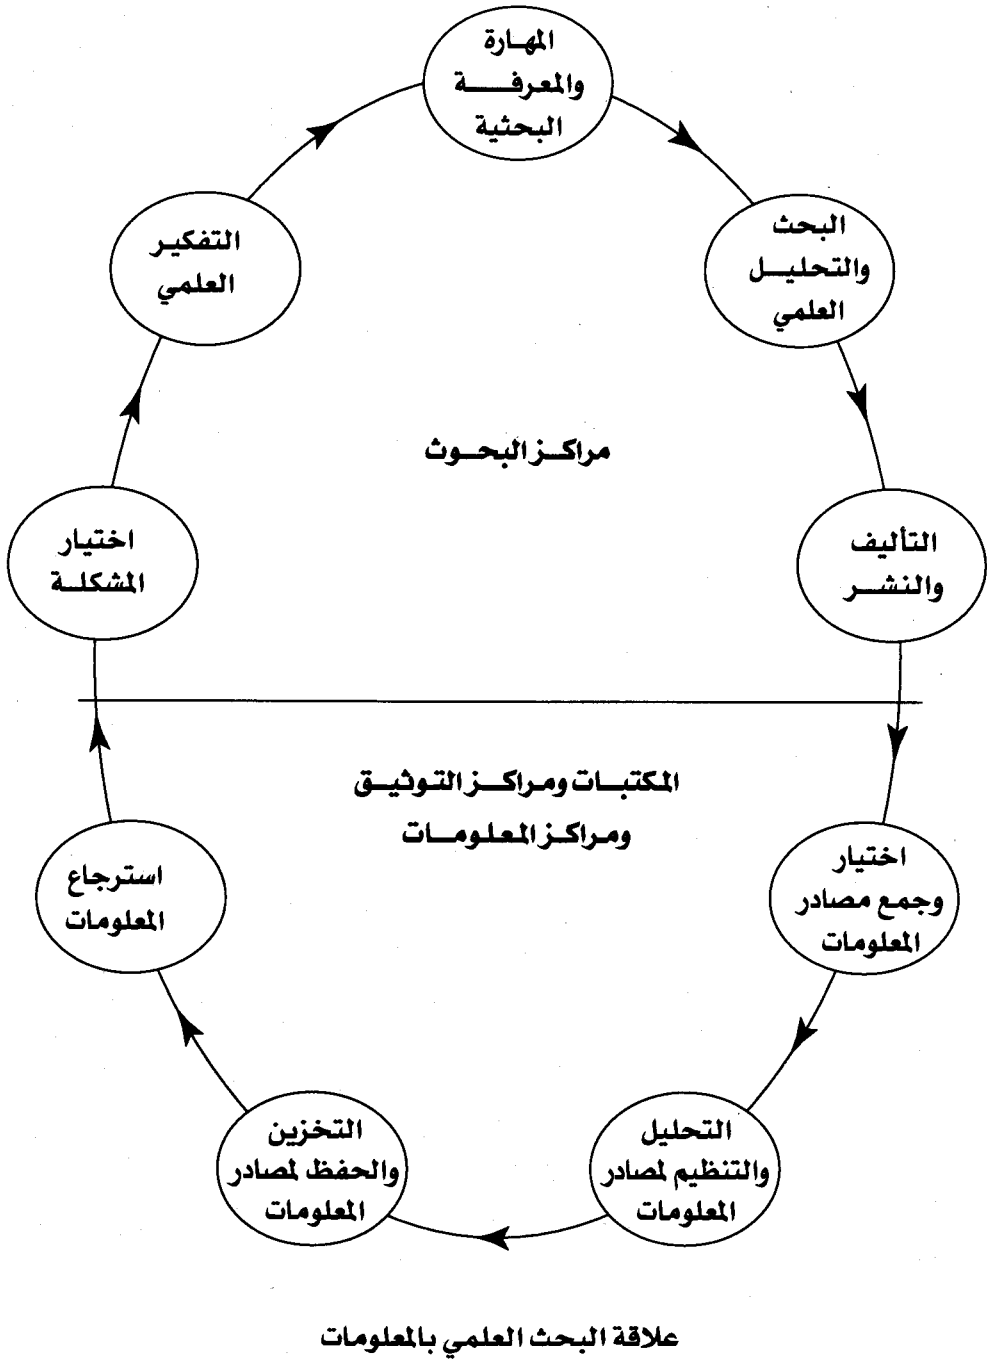 المهارة
والمعرفة
البحثية
البحث
والتحليل
العلمي
التفكير
العلمي
مراكز البحوث
التأليف
والنشر
اختيار
المشكلة
المكتبات ومراكز التوثيق
ومراكز المعلومات
اختيار
وجمع مصادر
المعلومات
استرجاع
المعلومات
التحليل
والتنظيم لمصادر
المعلومات
التخزين
والحفظ لمصادر
المعلومات
علاقة البحث العلمي بالمعلومات